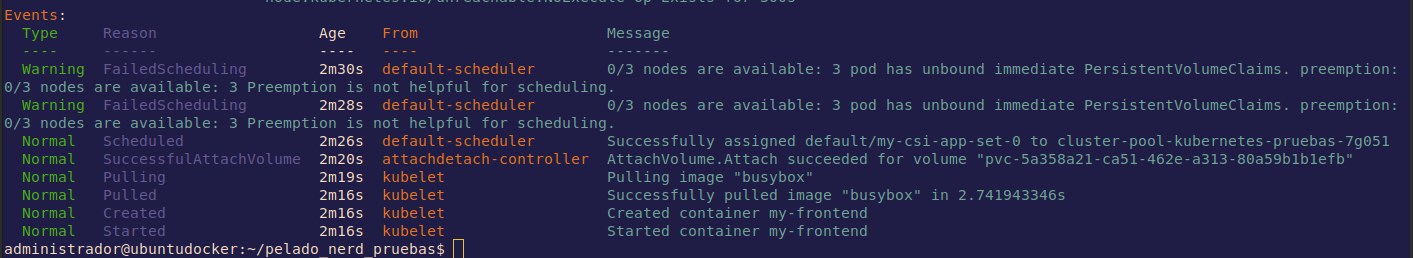 node.kubernetes.io/unreachable:NoExecute op=Exists for 300s
Events:
Type Reason Age From Message
---- ------ ---- ---- -------
Warning FailedScheduling 2m30s default-scheduler 0/3 nodes are available: 3 pod has unbound immediate PersistentVolumeClaims. preemption:
0/3 nodes are available: 3 Preemption is not helpful for scheduling.
Warning FailedScheduling 2m28s default-scheduler 0/3 nodes are available: 3 pod has unbound immediate PersistentVolumeClaims. preemption:
0/3 nodes are available: 3 Preemption is not helpful for scheduling.
Normal Scheduled 2m26s default-scheduler Successfully assigned default/my-csi-app-set-0 to cluster-pool-kubernetes-pruebas-7g051
Normal SuccessfulAttachVolume 2m20s attachdetach-controller AttachVolume.Attach succeeded for volume "pvc-5a358a21-ca51-462e-a313-80a59b1b1efb"
Normal Pulling 2m19s kubelet Pulling image "busybox"
Normal Pulled 2m16s kubelet Successfully pulled image "busybox" in 2.741943346s
Normal Created 2m16s kubelet Created container my-frontend
Normal Started 2m16s kubelet Started container my-frontend
administrador@ubuntudocker:~/pelado_nerd_pruebas$